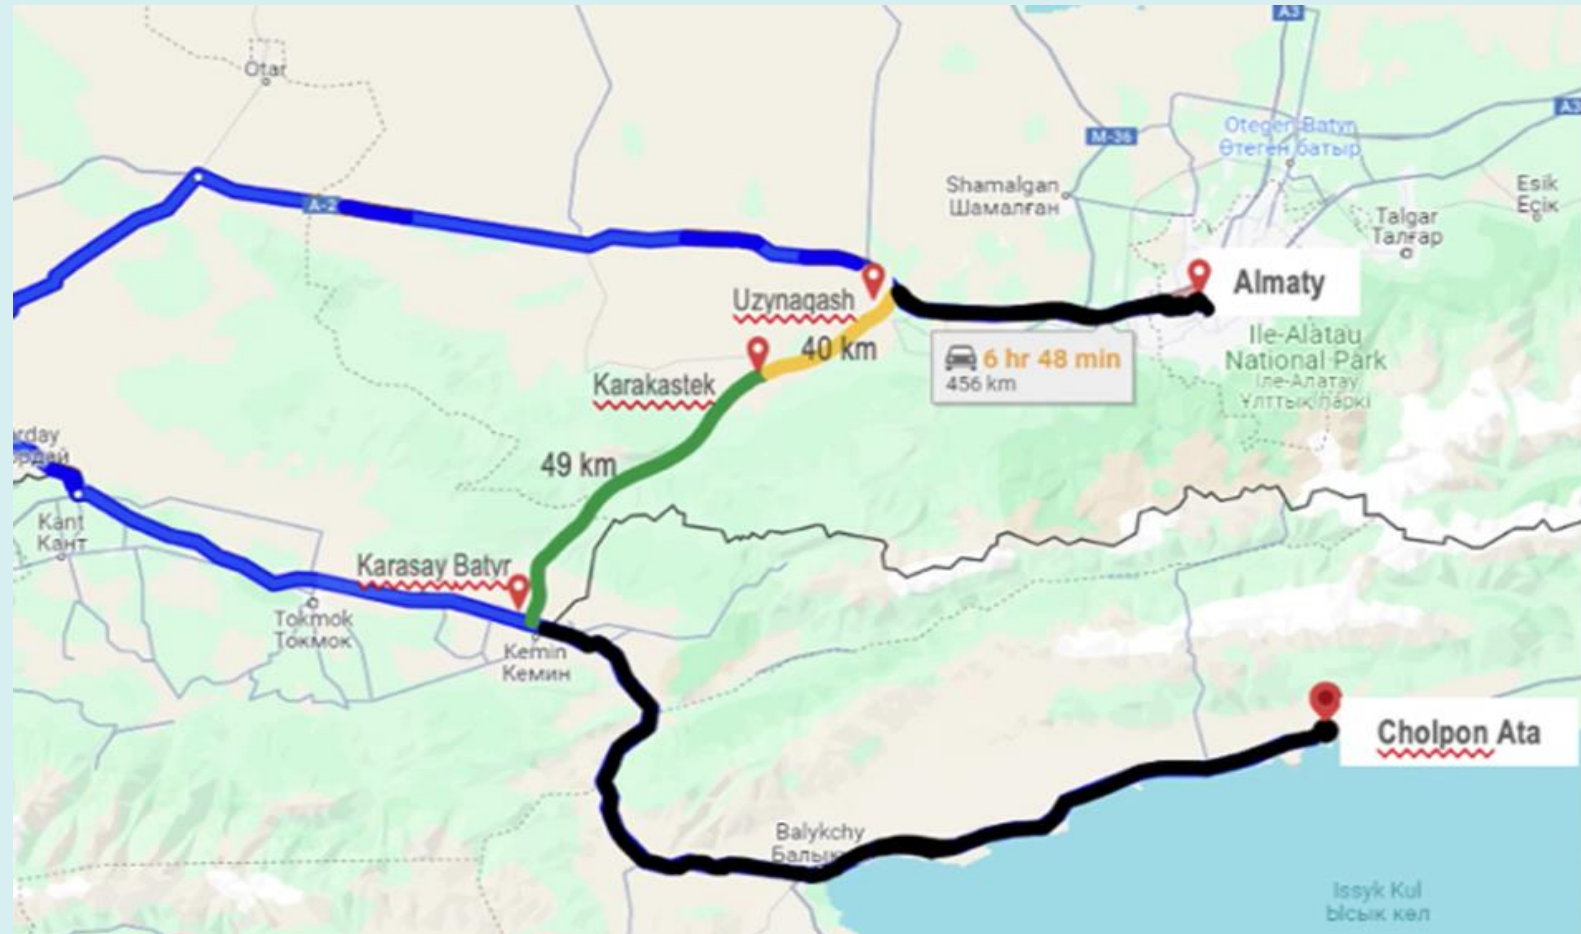 A3
Otar
A3
M-36
Otegen Batyr
Өтеген батыр
Shamalgan
Шамалған
Esik
Есік
A-2
Talgar
Талғар
Almaty
Uzynaqash
Ile-Alatau
National Park
Іле-Алатау
Ұлттық паркі
40 km
6 hr 48 min
456 km
Karakastek
49 km
Kant
Кант
Karasay Batyr
Tokmok
Токмок
Kemin
Кемин
Cholpon Ata
Balykchy
Issyk Kul
Ысык көл